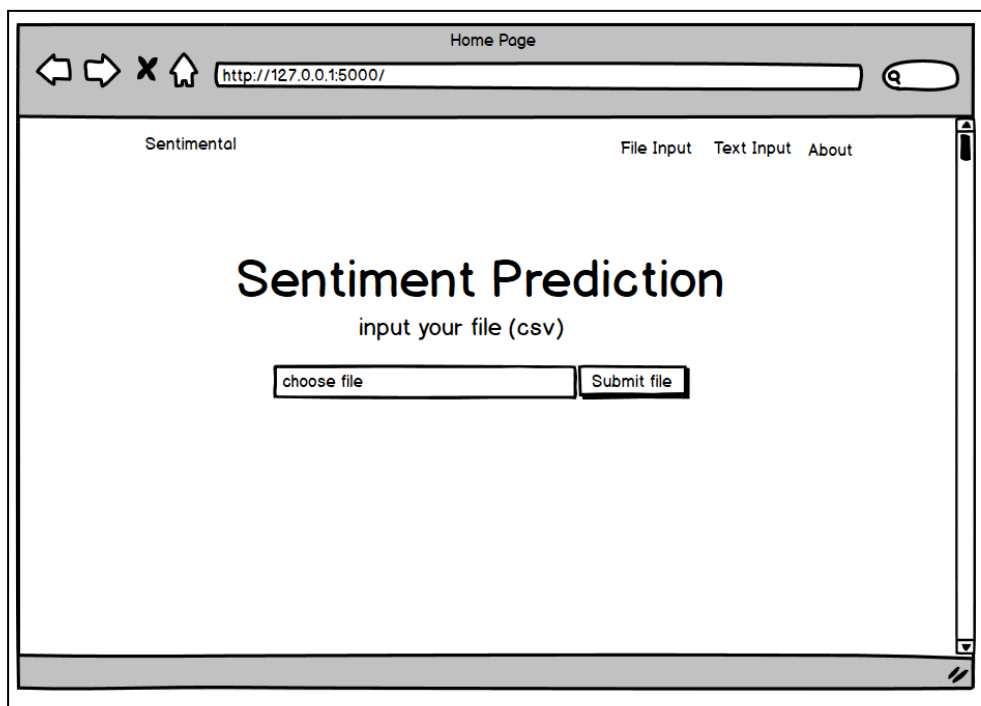 Home Page
http://127.0.0.1:5000/
Sentimental
File Input Text Input About
Sentiment Prediction
input your file (csv)
choose file
Submit file